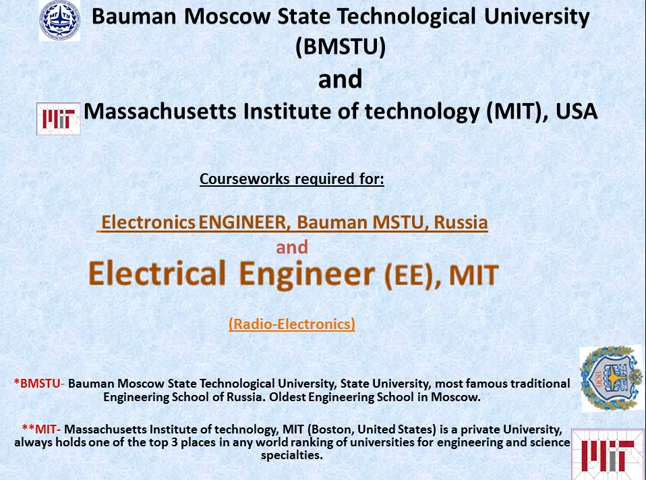 Bauman Moscow State Technological University
(BMSTU)
and
MIT
Massachusetts Institute of technology (MIT), USA
Courseworks required for:
Electronics ENGINEER, Bauman MSTU, Russia
and
Electrical Engineer (EE), MIT
(Radio-Electronics)
*BMSTU- Bauman Moscow State Technological University, State University, most famous traditional
Engineering School of Russia. Oldest Engineering School in Moscow.
**MIT- Massachusetts Institute of technology, MIT (Boston, United States) is a private University,
always holds one of the top 3 places in any world ranking of universities for engineering and science
specialties.
MIT